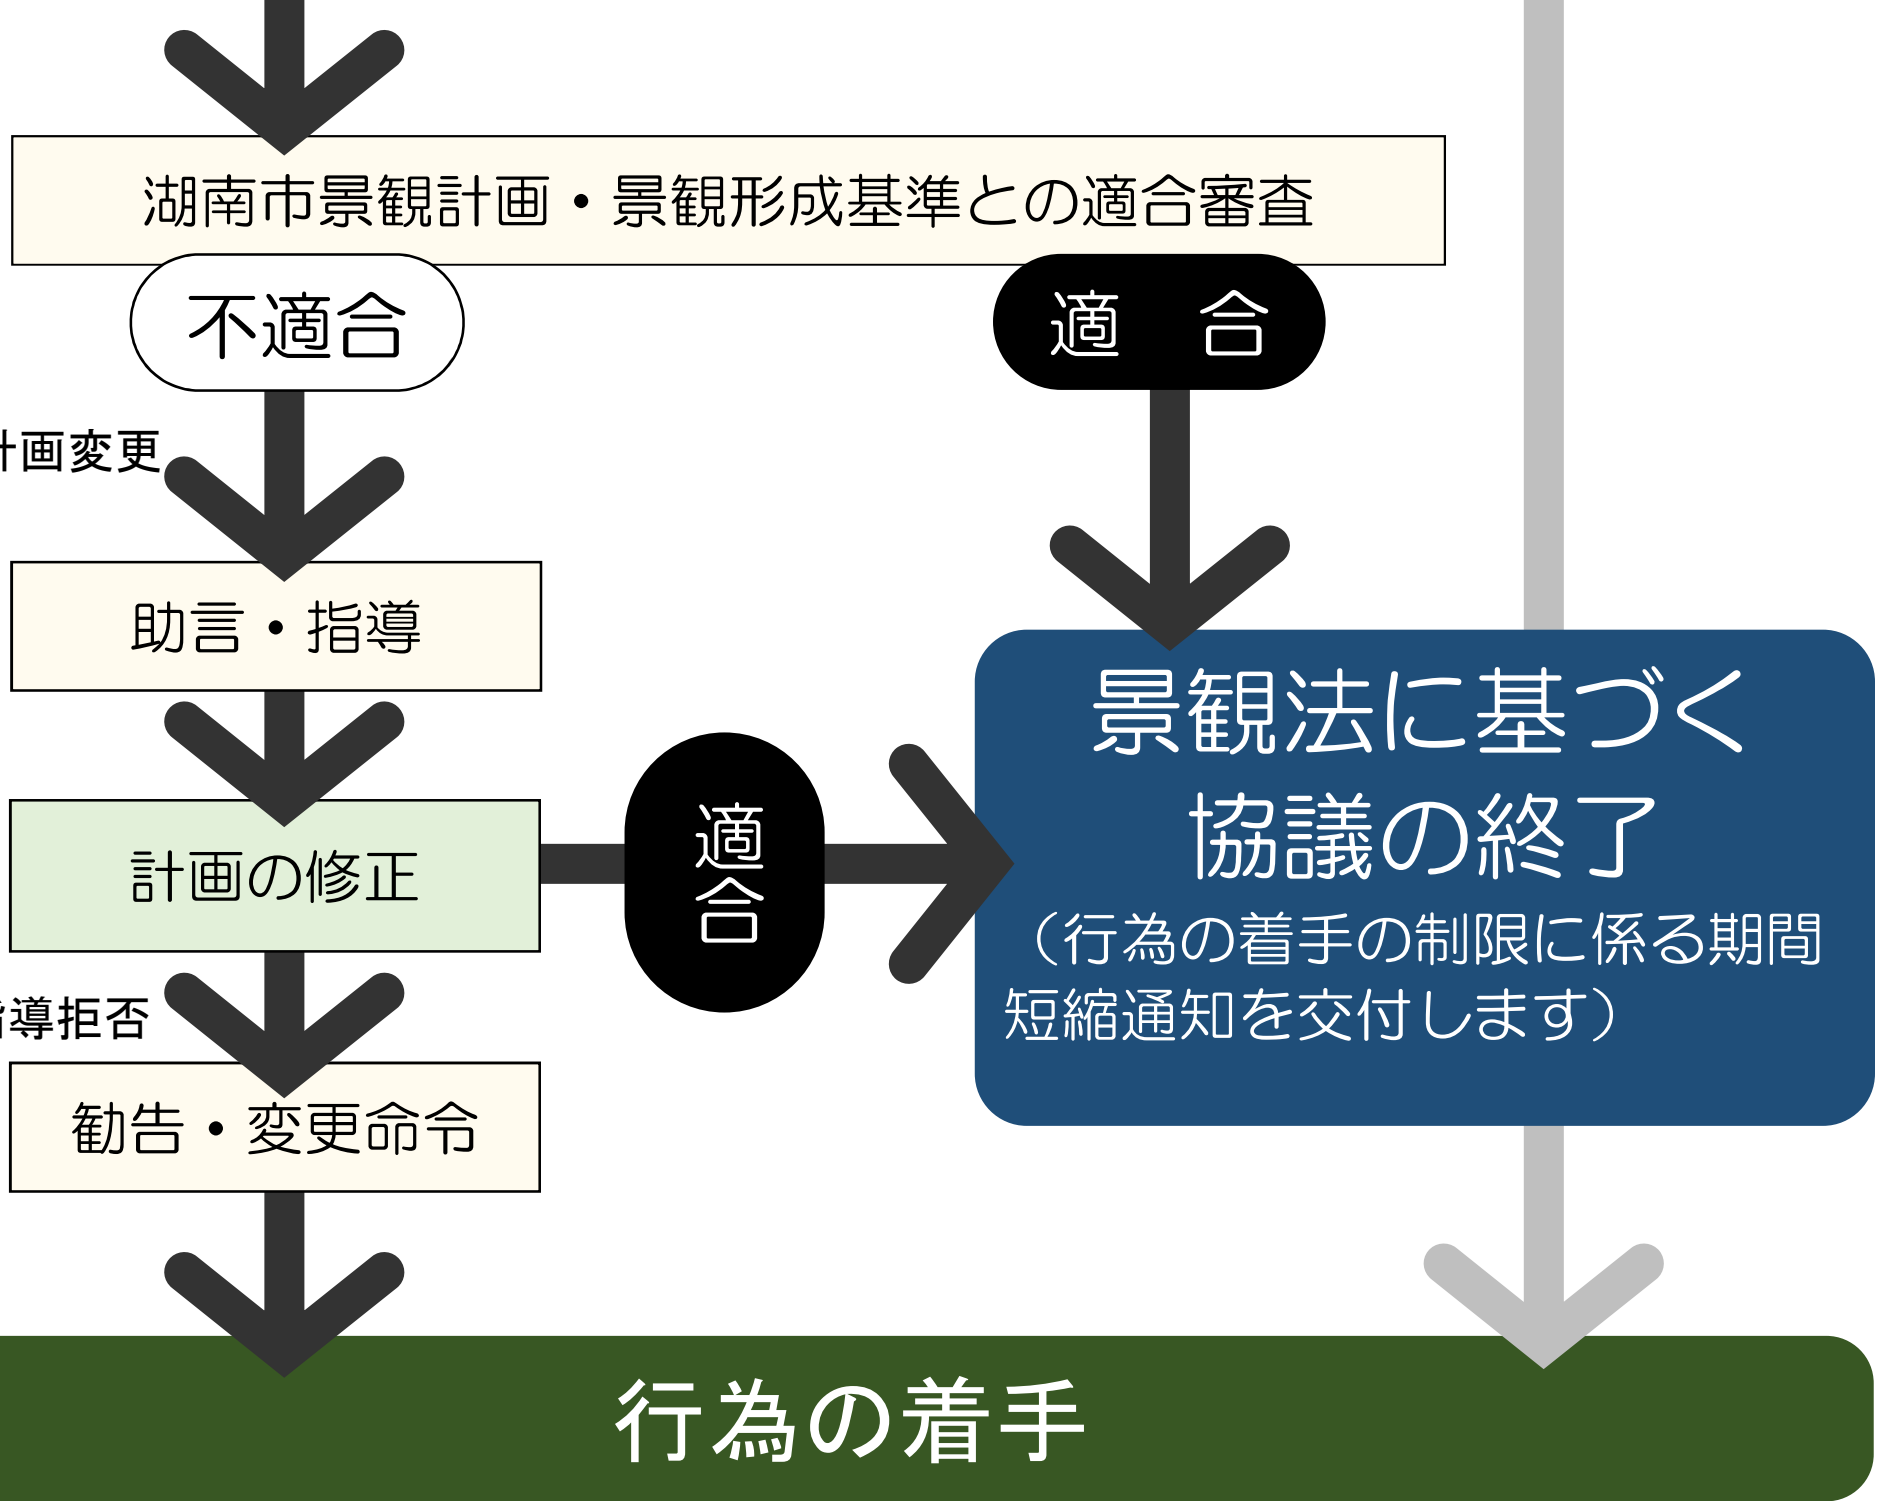 湖南市景観計画・景観形成基準との適合審査
不適合
適　合
計画変更
助言・指導
景観法に基づく
協議の終了
（行為の着手の制限に係る期間
短縮通知を交付します）
適合
計画の修正
指導拒否
勧告・変更命令
行為の着手